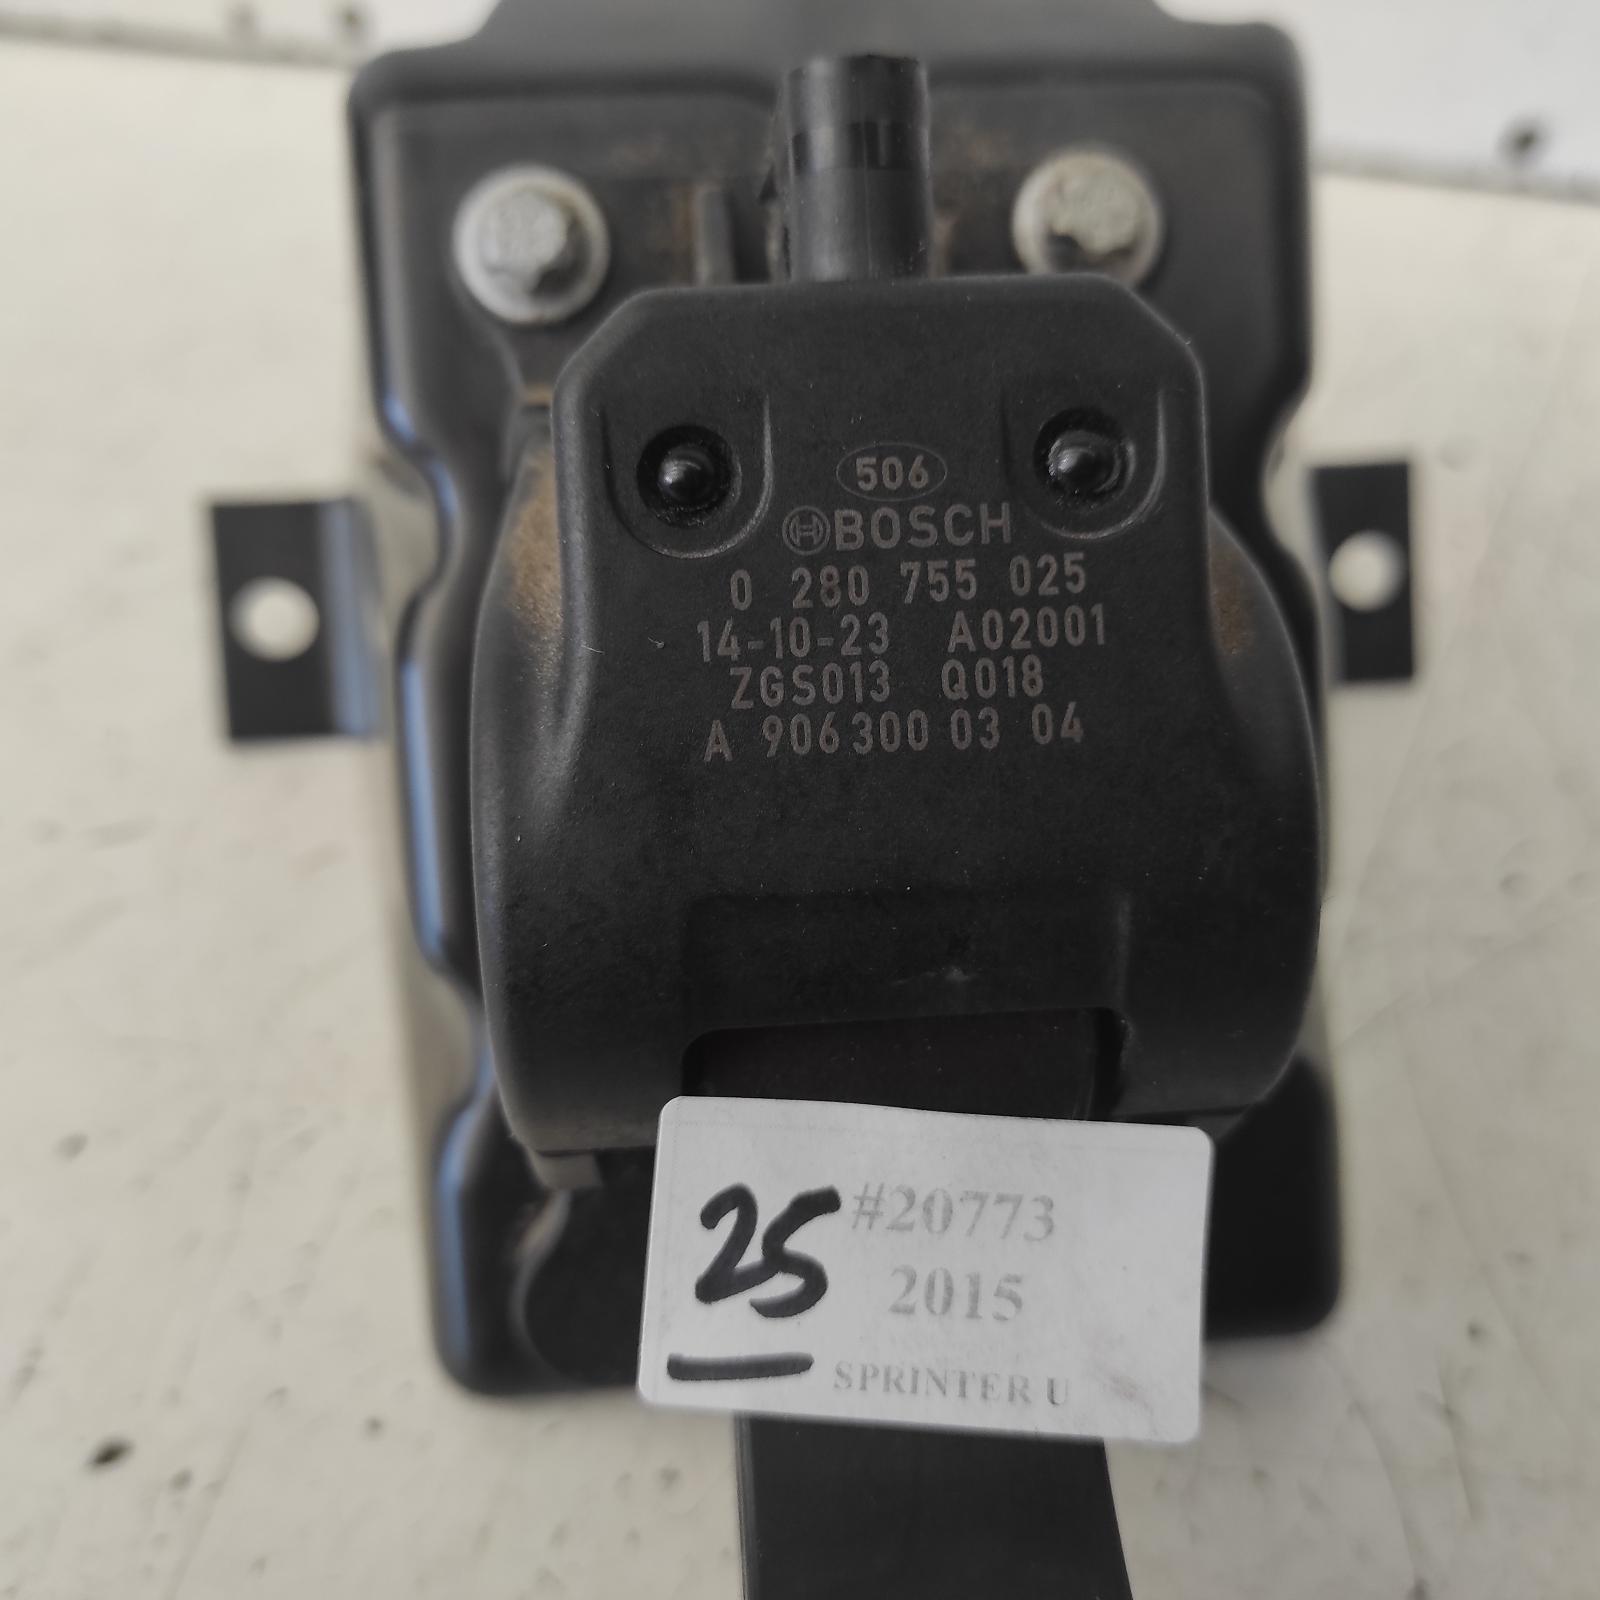 506
BOSCH
0 280 755 025
14-10-23 A02001
ZGS013 Q018
A 906 300 03 04
25 #20773
2015
SPRINTER U